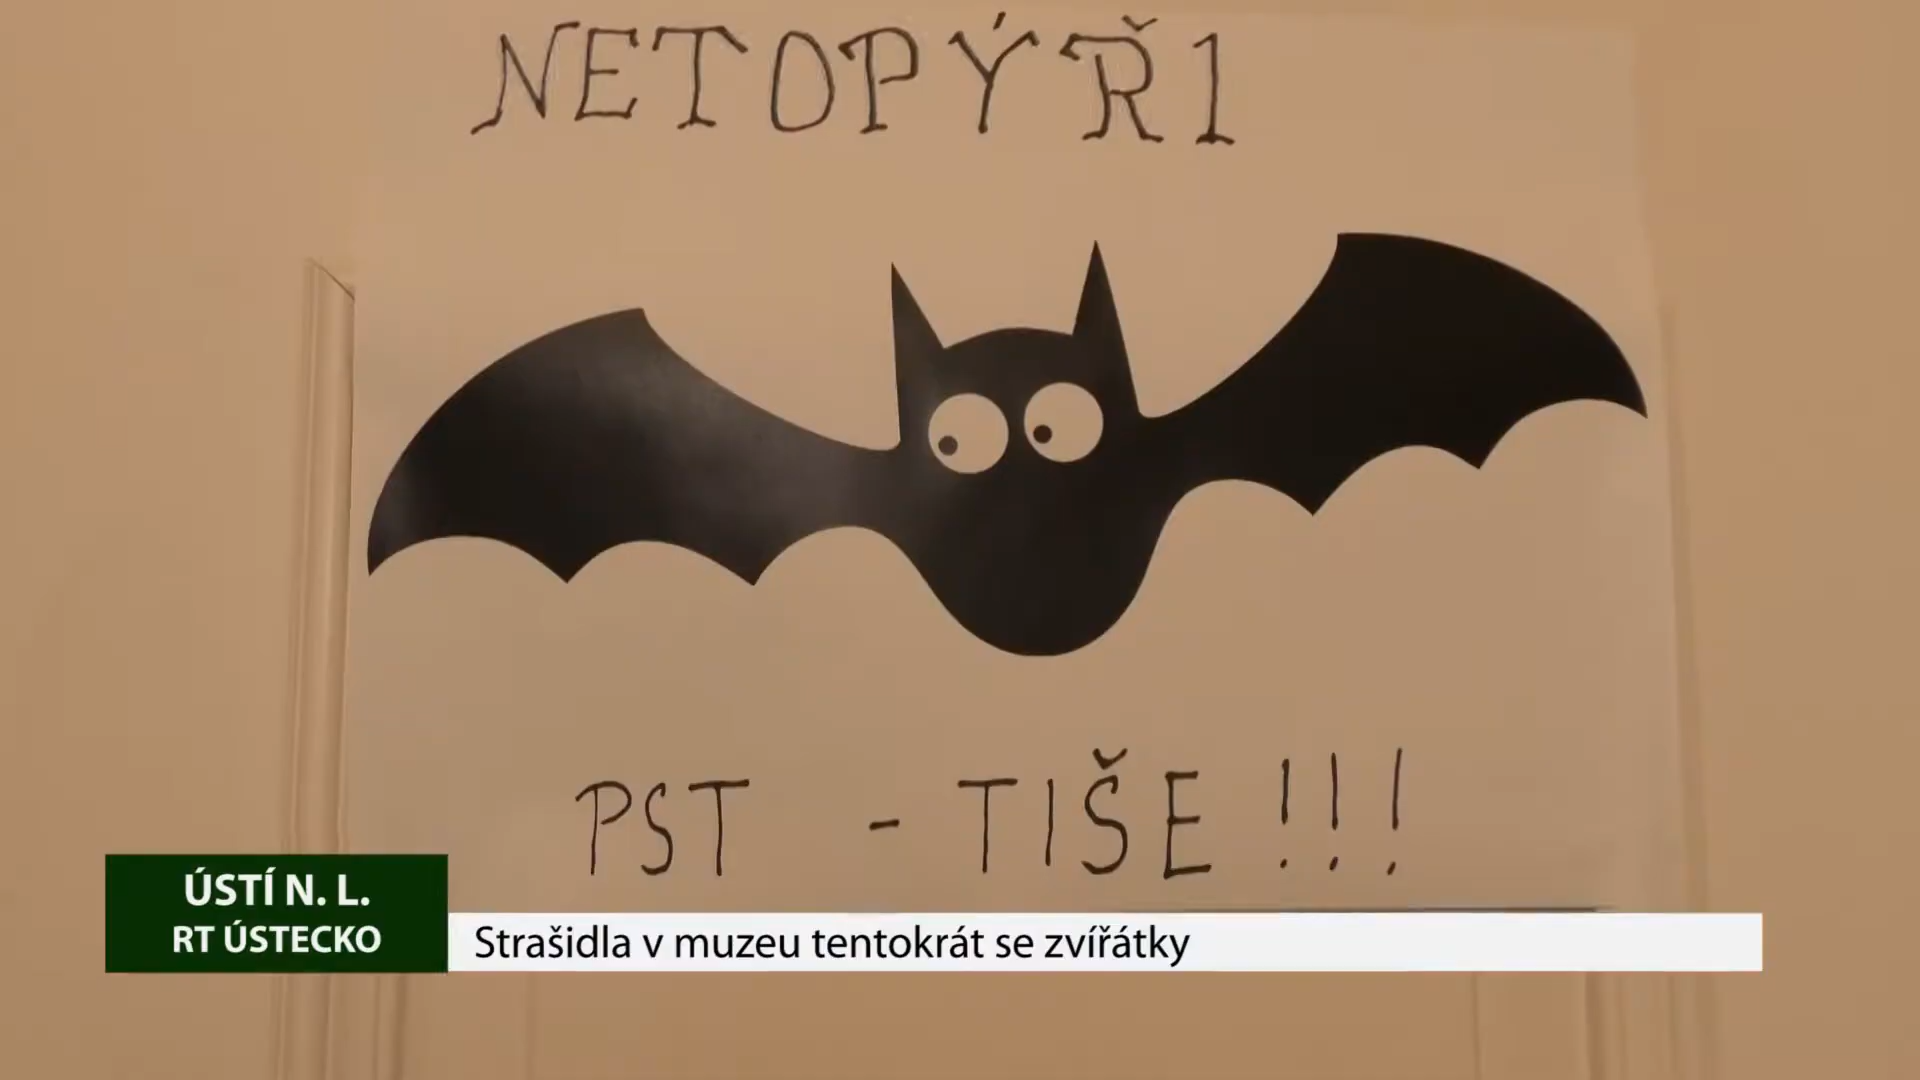 NETOPÝŘI
PST - TIŠE!!!
ÚSTÍ N. L.
RT ÚSTECKO
Strašidla v muzeu tentokrát se zvířátky